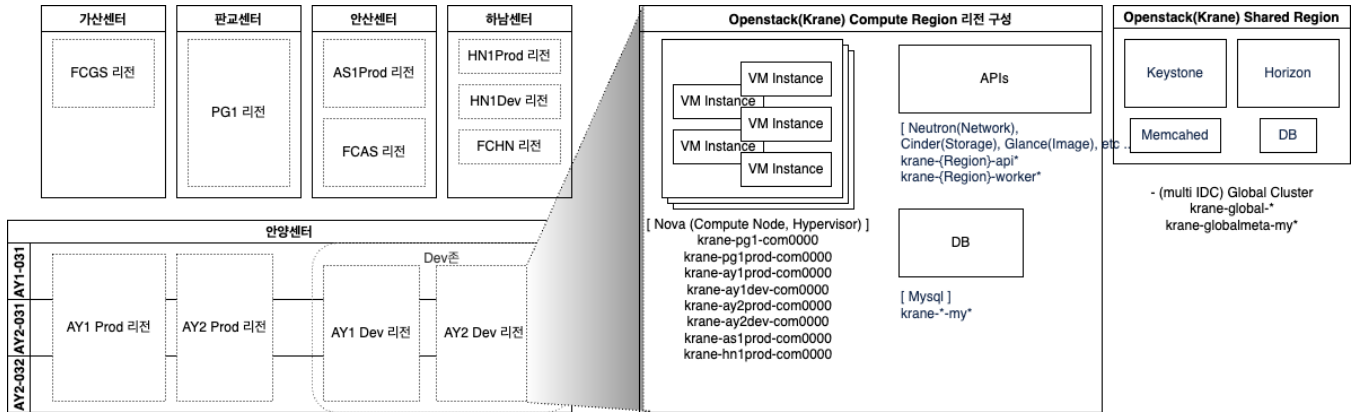 가산센터
FCGS 리전
판교센터
PG1 리전
안산센터
AS1Prod 리전
FCAS 리전
하남센터
HN1Prod 리전
HN1Dev 리전
FCHN 리전
안양센터
AY1-031
AY2-031
AY2-032
Dev존
AY1 Prod 리전
AY2 Prod 리전
AY1 Dev 리전
AY2 Dev 리전
Openstack(Krane) Compute Region 리전 구성
VM Instance
VM Instance
VM Instance
VM Instance
VM Instance
[ Nova (Compute Node, Hypervisor) ]
krane-pg1-com0000
krane-pg1prod-com0000
krane-ay1prod-com0000
krane-ay1dev-com0000
krane-ay2prod-com0000
krane-ay2dev-com0000
krane-as1prod-com0000
krane-hn1prod-com0000
APIs
[ Neutron(Network),
Cinder(Storage), Glance(Image), etc ..
krane-{Region}-api*
krane-{Region}-worker*
DB
[ Mysql ]
krane-*-my*
Openstack(Krane) Shared Region
Keystone
Horizon
Memcahed
DB
- (multi IDC) Global Cluster
krane-global-*
krane-globalmeta-my*